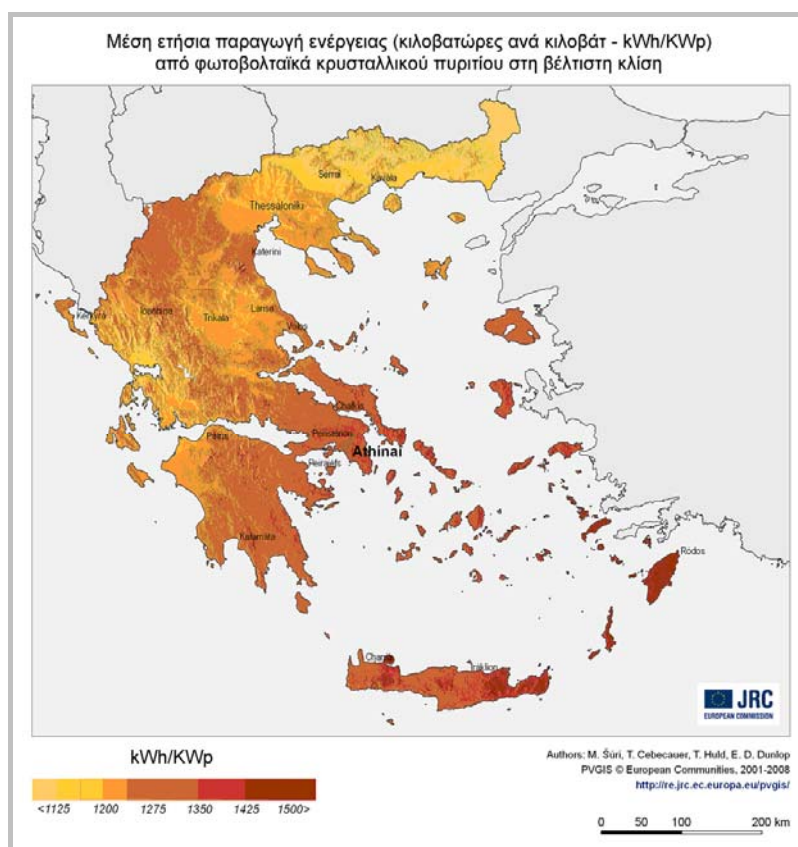 Μέση ετήσια παραγωγή ενέργειας (κιλοβατώρες ανά κιλοβάτ - kWh/KWp)
από φωτοβολταϊκά κρυσταλλικού πυριτίου στη βέλτιστη κλίση
Serrai
Kavala
Thessaloniki
Katerini
Kerkyra
Ioannina
Trikala
Larisa
Volos
Chalkis
Patras
Peristerion
Athinai
Peiraiefs
Kalamata
Rodos
Chania
Iraklion
JRC
EUROPEAN COMMISSION
kWh/KWp
<1125 1200 1275 1350 1425 1500>
Authors: M. Šúri, T. Cebecauer, T. Huld, E. D. Dunlop
PVGIS © European Communities, 2001-2008
http://re.jrc.ec.europa.eu/pvgis/
0 50 100 200 km